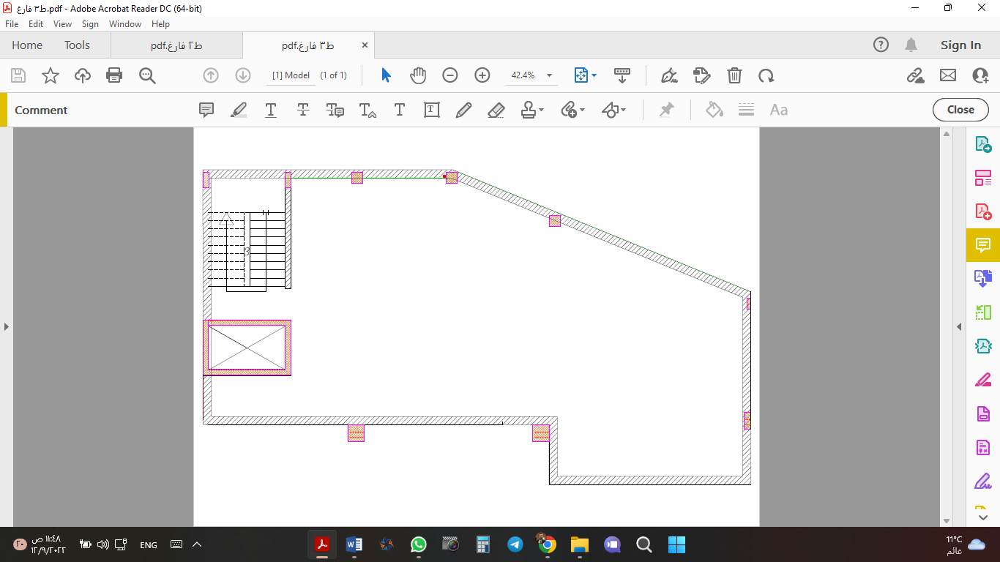 ط٣ فارغ.pdf - Adobe Acrobat Reader DC (64-bit)
File Edit View Sign Window Help
Home Tools ط٢ فارغ.pdf ط٣ فارغ.pdf Sign In
[1] Model (1 of 1) 42.4%
Comment Close
3
١١:٤٨ ص
١٢/٩/٢٠٢٢
٢٠
ENG
11°C
غائم